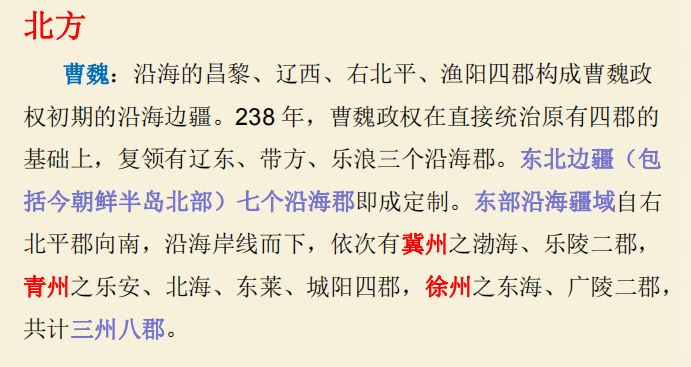 北方
曹魏：沿海的昌黎、辽西、右北平、渔阳四郡构成曹魏政
权初期的沿海边疆。238 年，曹魏政权在直接统治原有四郡的
基础上，复领有辽东、带方、乐浪三个沿海郡。东北边疆（包
括今朝鲜半岛北部）七个沿海郡即成定制。东部沿海疆域自右
北平郡向南，沿海岸线而下，依次有冀州之渤海、乐陵二郡，
青州之乐安、北海、东莱、城阳四郡，徐州之东海、广陵二郡，
共计三州八郡。